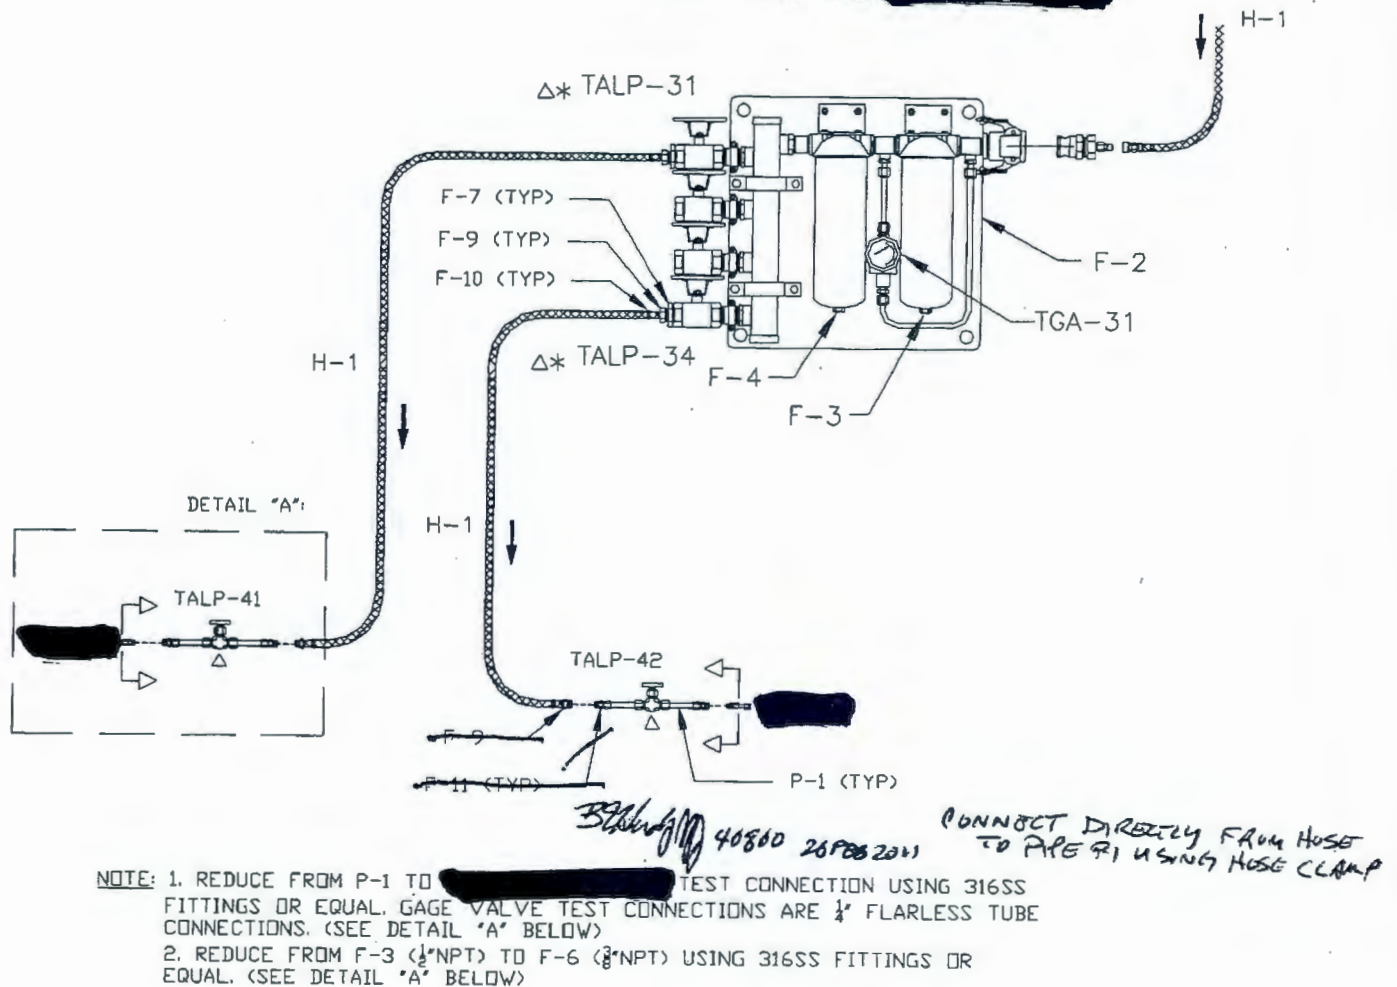 H-1
△* TALP-31
F-7 (TYP)
F-9 (TYP)
F-10 (TYP)
F-2
TGA-31
H-1
△* TALP-34
F-4
F-3
DETAIL "A":
H-1
TALP-41
△
TALP-42
△
F-9
F-11 (TYP)
P-1 (TYP)
40860
CONNECT DIRECTLY FROM HOSE
TO PIPE USING HOSE CLAMP
NOTE: 1. REDUCE FROM P-1 TO TEST CONNECTION USING 316SS
FITTINGS OR EQUAL. GAGE VALVE TEST CONNECTIONS ARE ¼" FLARLESS TUBE
CONNECTIONS. (SEE DETAIL "A" BELOW)
2. REDUCE FROM F-3 (½"NPT) TO F-6 (⅜"NPT) USING 316SS FITTINGS OR
EQUAL. (SEE DETAIL "A" BELOW)